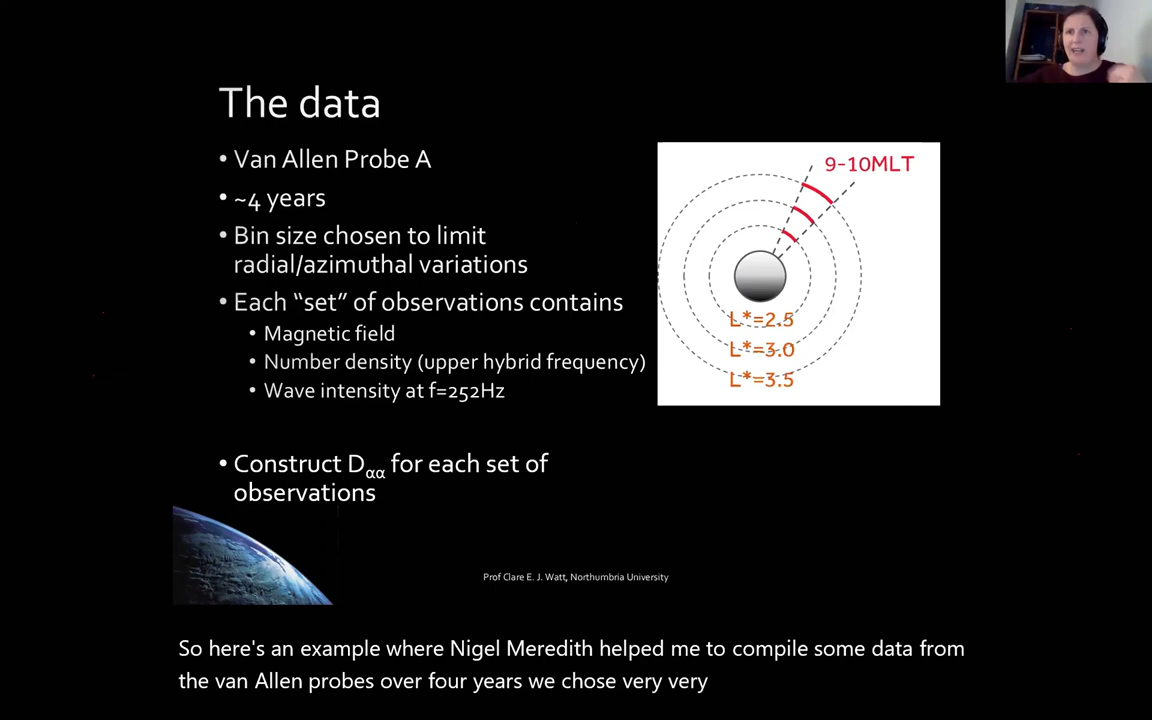 The data
• Van Allen Probe A
• ~4 years
• Bin size chosen to limit
radial/azimuthal variations
• Each “set” of observations contains
• Magnetic field
• Number density (upper hybrid frequency)
• Wave intensity at f=252Hz
• Construct Dαα for each set of
observations
9-10MLT
L*=2.5
L*=3.0
L*=3.5
Prof Clare E. J. Watt, Northumbria University
So here's an example where Nigel Meredith helped me to compile some data from
the van Allen probes over four years we chose very very